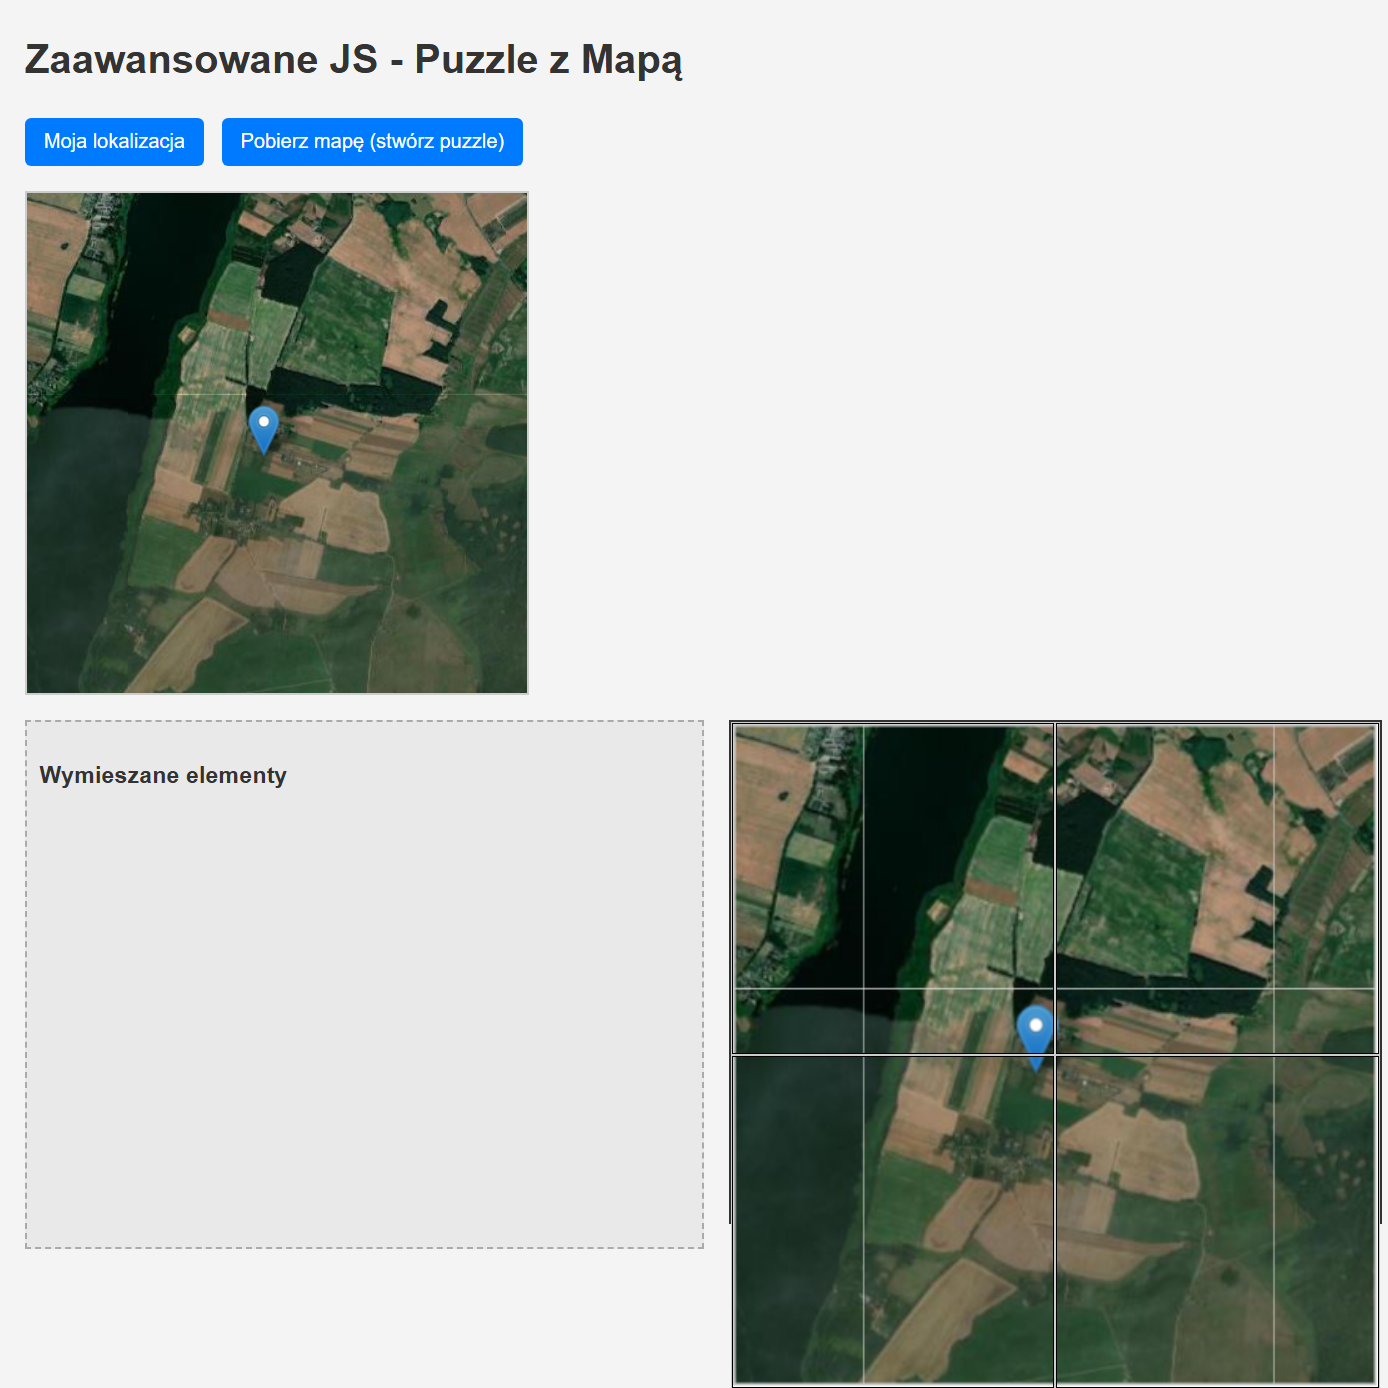 Zaawansowane JS - Puzzle z Mapą
Moja lokalizacja
Pobierz mapę (stwórz puzzle)
Wymieszane elementy